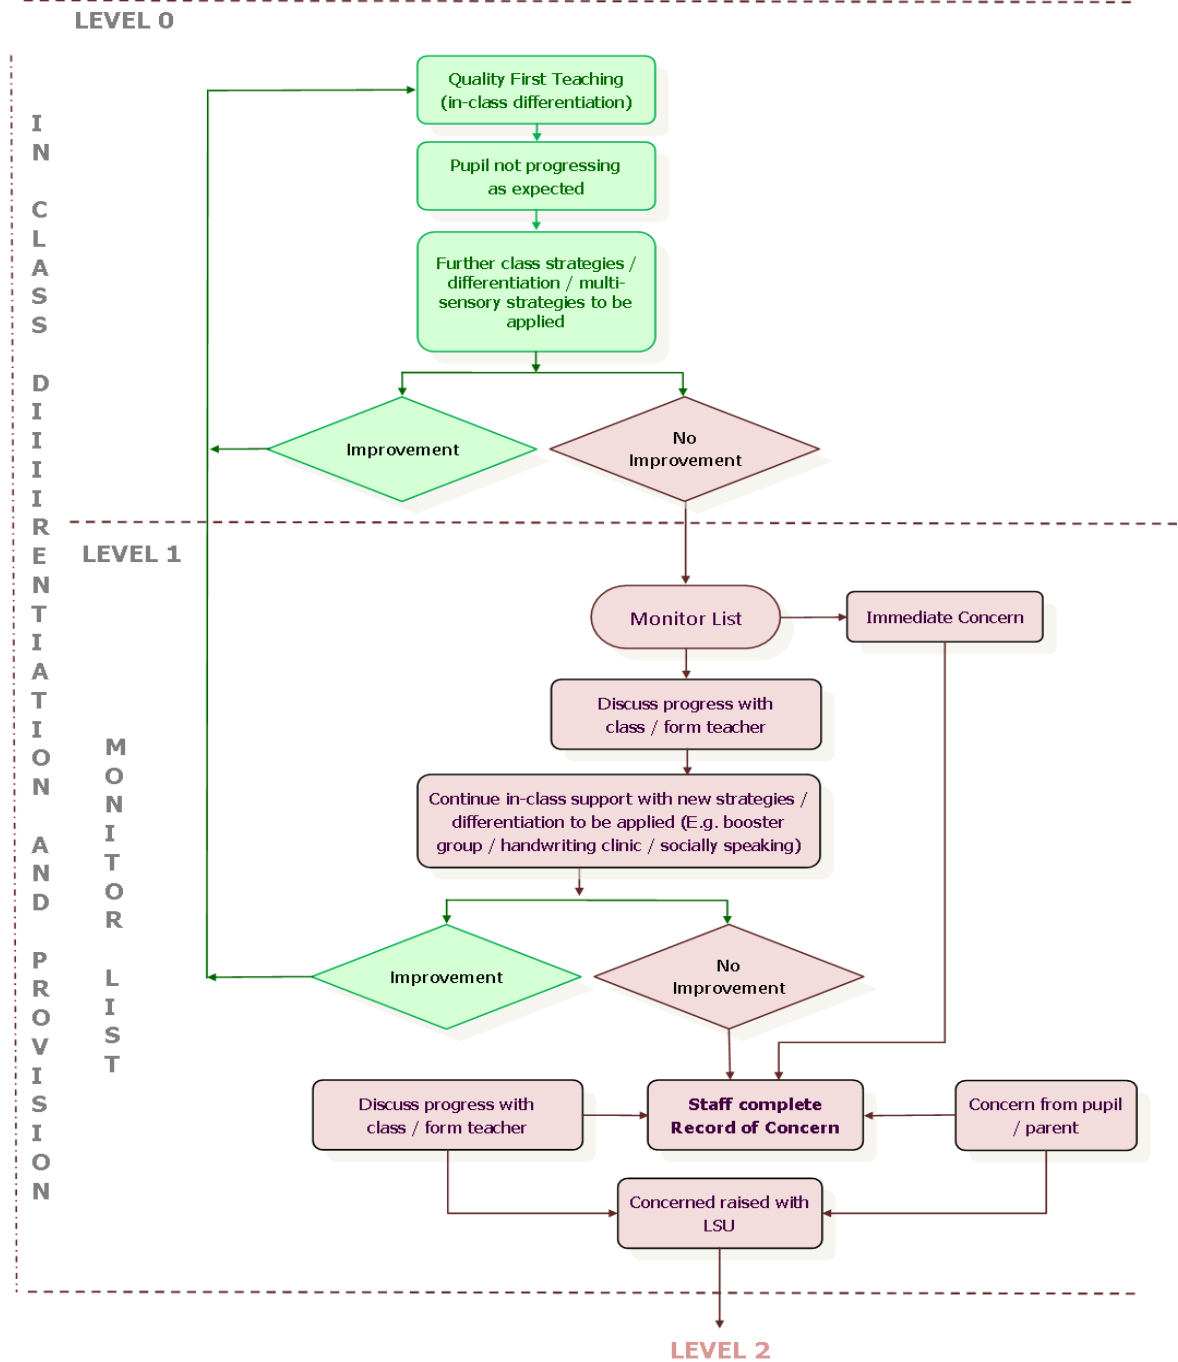 LEVEL 0
IN CLASS DIIIIRENTIATION AND PROVISION
Quality First Teaching
(in-class differentiation)
Pupil not progressing
as expected
Further class strategies /
differentiation / multi-
sensory strategies to be
applied
Improvement
No
Improvement
LEVEL 1
MONITOR LIST
Monitor List
Immediate Concern
Discuss progress with
class / form teacher
Continue in-class support with new strategies /
differentiation to be applied (E.g. booster
group / handwriting clinic / socially speaking)
Improvement
No
Improvement
Discuss progress with
class / form teacher
Staff complete
Record of Concern
Concern from pupil
/ parent
Concerned raised with
LSU
LEVEL 2